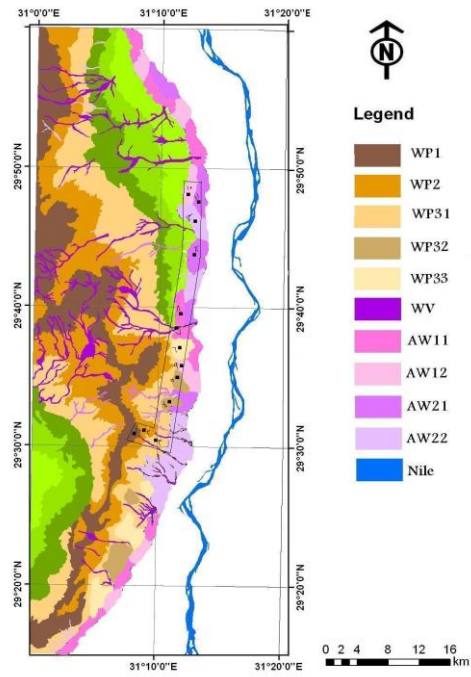 31°0'0"E 31°10'0"E 31°20'0"E
N
29°50'0"N 29°50'0"N
29°40'0"N 29°40'0"N
29°30'0"N 29°30'0"N
29°20'0"N 29°20'0"N
31°10'0"E 31°20'0"E
Legend
WP1
WP2
WP31
WP32
WP33
WV
AW11
AW12
AW21
AW22
Nile
0 2 4 8 12 16
km